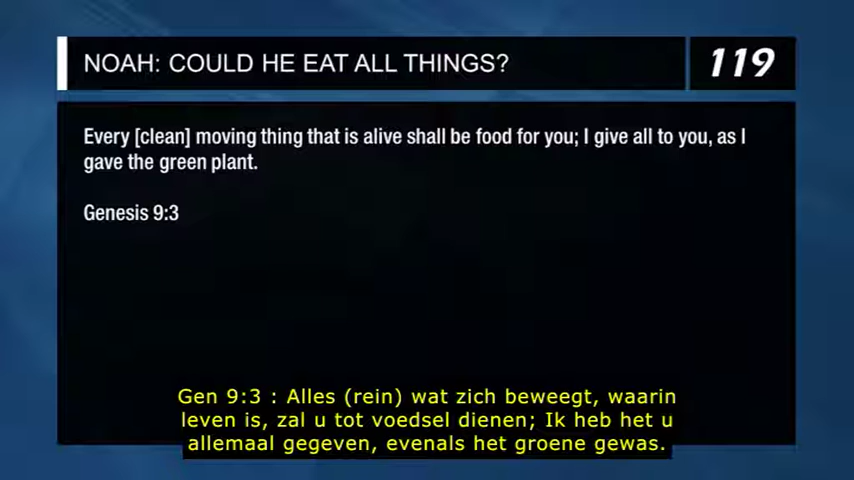 NOAH: COULD HE EAT ALL THINGS?
119
Every [clean] moving thing that is alive shall be food for you; I give all to you, as I
gave the green plant.
Genesis 9:3
Gen 9:3 : Alles (rein) wat zich beweegt, waarin
leven is, zal u tot voedsel dienen; Ik heb het u
allemaal gegeven, evenals het groene gewas.